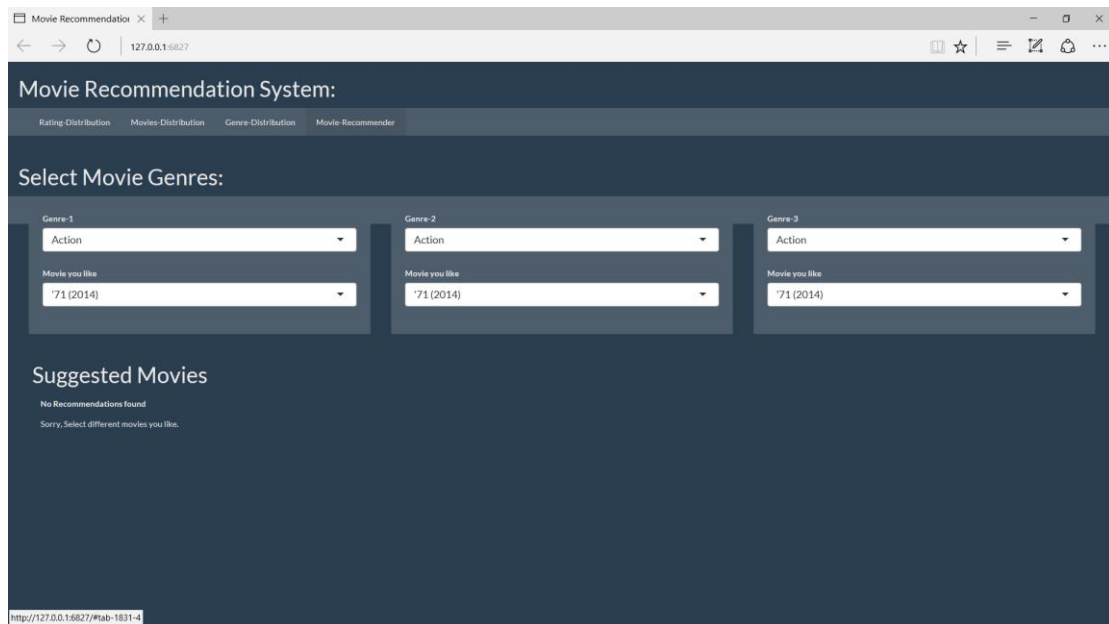 Movie Recommendation
127.0.0.1:6827
Movie Recommendation System:
Rating-Distribution Movies-Distribution Genre-Distribution Movie-Recommender
Select Movie Genres:
Genre-1 Genre-2 Genre-3
Action Action Action
Movie you like Movie you like Movie you like
'71 (2014) '71 (2014) '71 (2014)
Suggested Movies
No Recommendations found
Sorry, Select different movies you like.
http://127.0.0.1:6827/#tab-1831-4